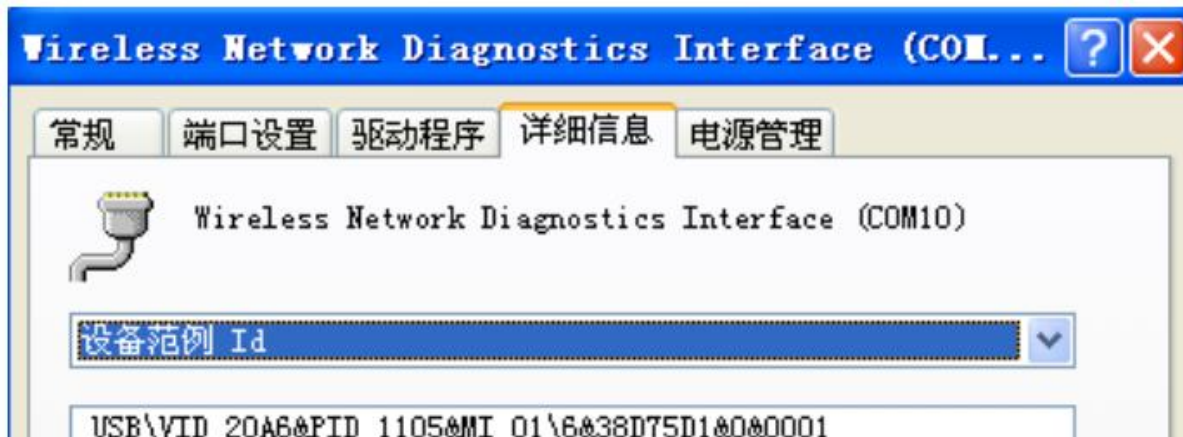 Wireless Network Diagnostics Interface (COM...
常规 端口设置 驱动程序 详细信息 电源管理
Wireless Network Diagnostics Interface (COM10)
设备范例 Id
USB\VID_20A6&PID_1105&MI_01\6&38D75D1&0&0001